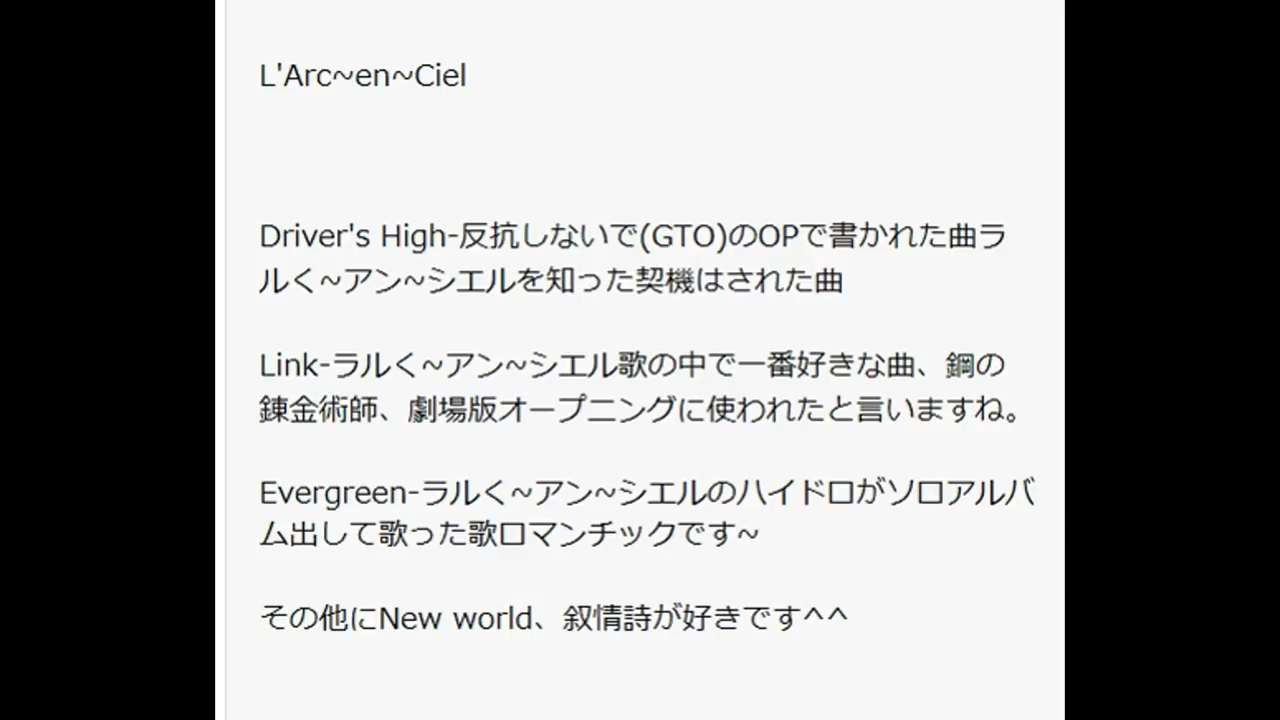 L'Arc~en~Ciel
Driver's High-反抗しないで(GTO)のOPで書かれた曲ラ
ルく~アン~シエルを知った契機はされた曲
Link-ラルく~アン~シエル歌の中で一番好きな曲、鋼の
錬金術師、劇場版オープニングに使われたと言いますね。
Evergreen-ラルく~アン~シエルのハイドロがソロアルバ
ム出して歌った歌ロマンチックです~
その他にNew world、叙情詩が好きです^^